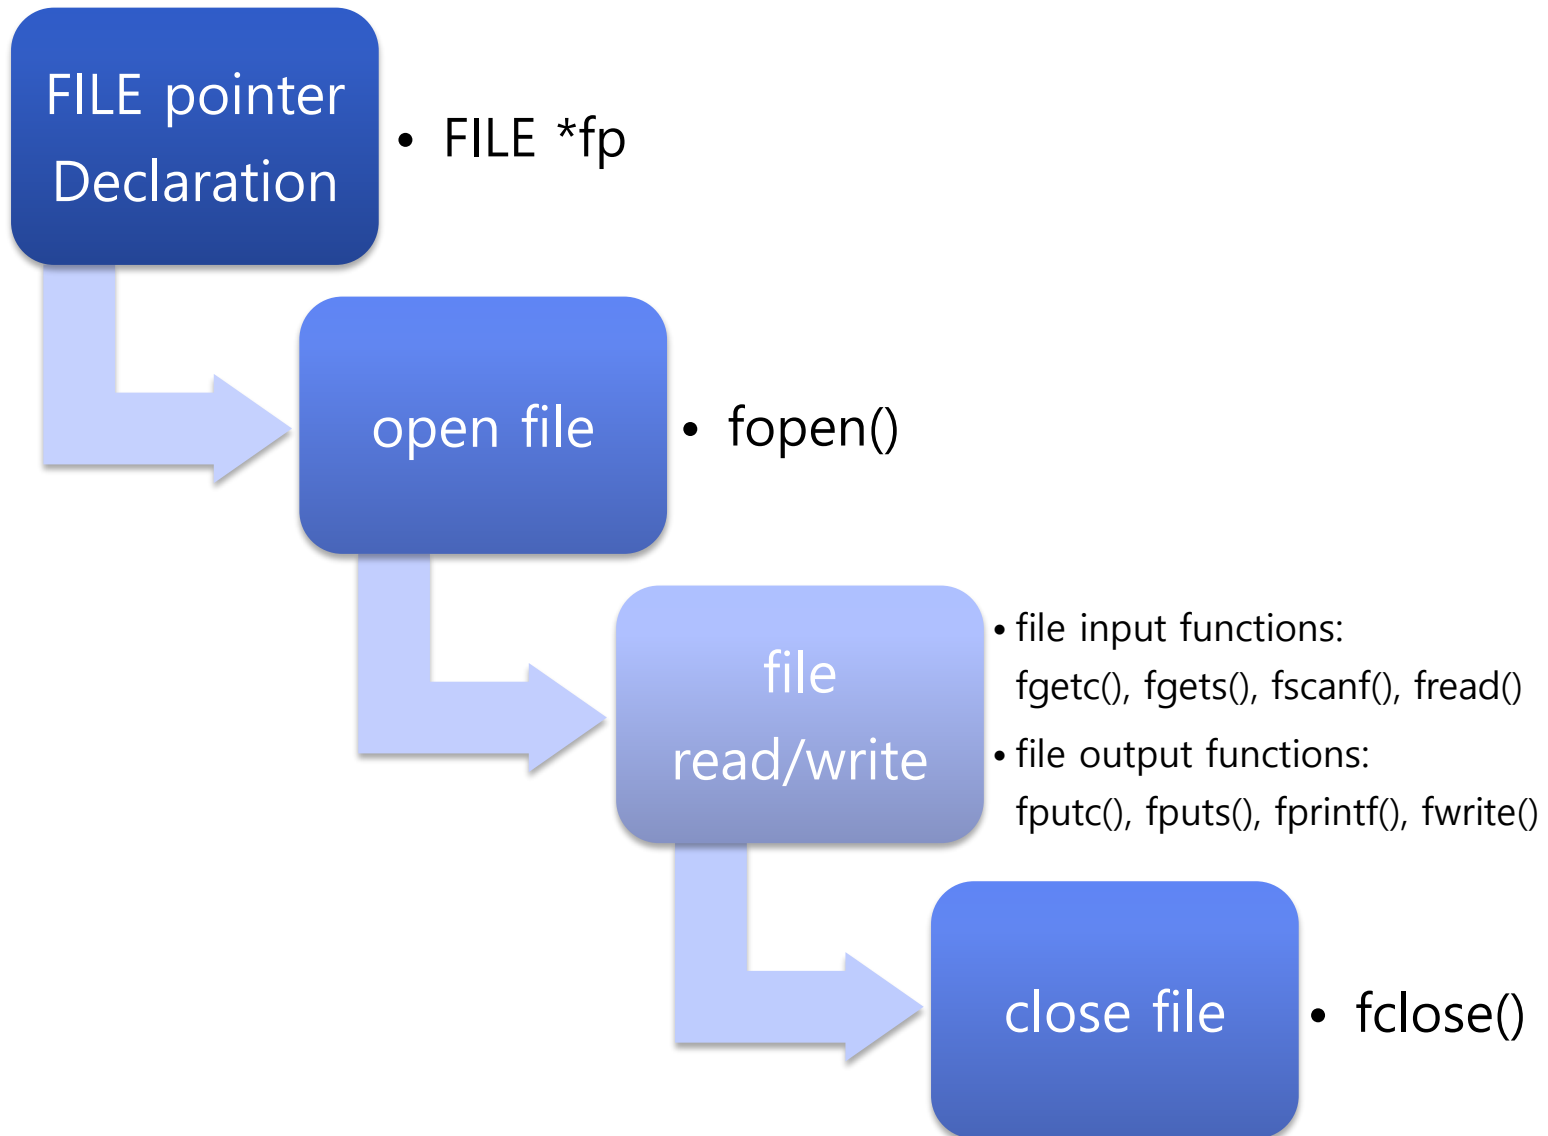 FILE pointer
Declaration
• FILE *fp
open file
• fopen()
file
read/write
• file input functions:
fgetc(), fgets(), fscanf(), fread()
• file output functions:
fputc(), fputs(), fprintf(), fwrite()
close file
• fclose()